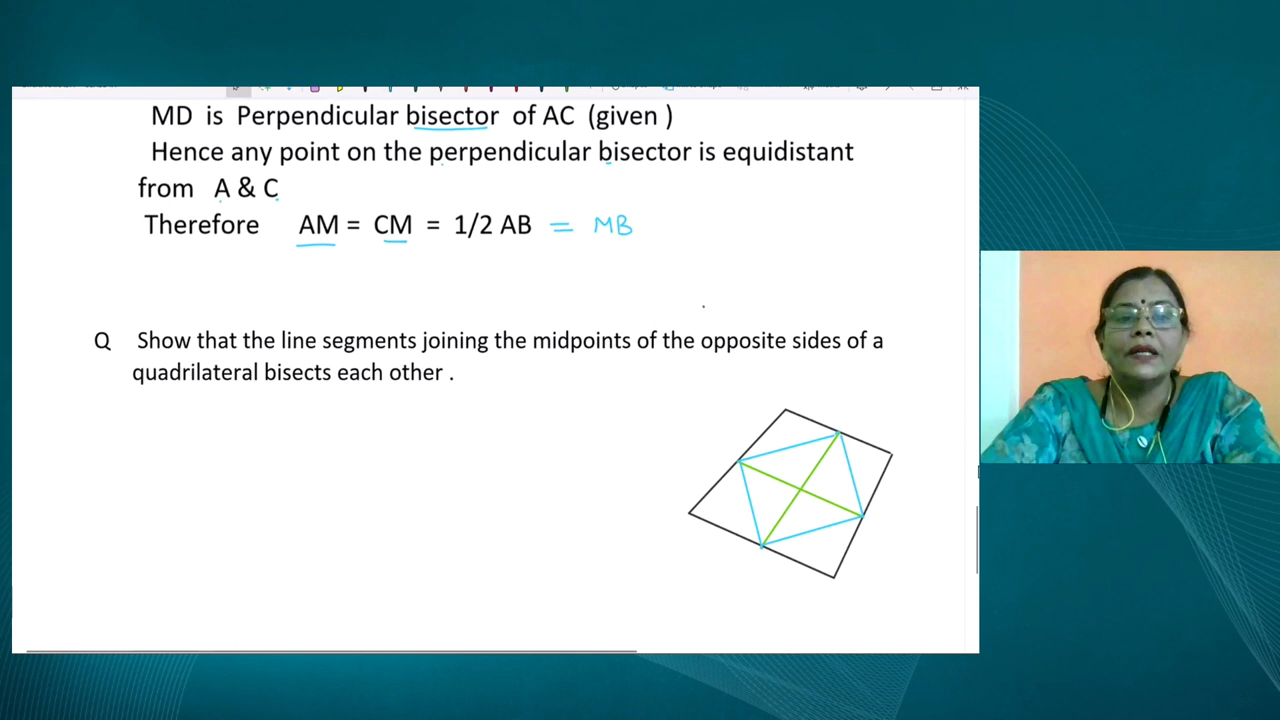 MD is Perpendicular bisector of AC (given )
Hence any point on the perpendicular bisector is equidistant
from A & C
Therefore AM = CM = 1/2 AB = MB
Q Show that the line segments joining the midpoints of the opposite sides of a
quadrilateral bisects each other .